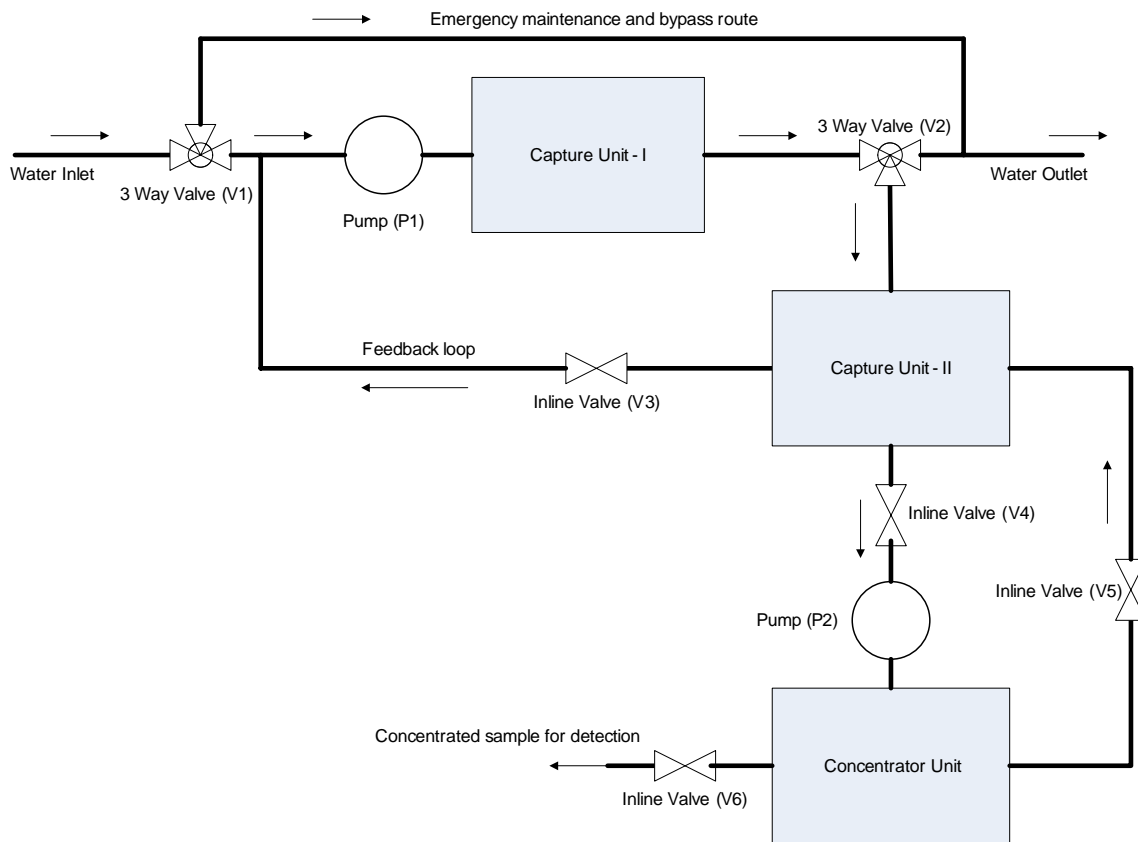 Emergency maintenance and bypass route
3 Way Valve (V2)
Capture Unit - I
Water Inlet
Water Outlet
3 Way Valve (V1)
Pump (P1)
Feedback loop
Capture Unit - II
Inline Valve (V3)
Inline Valve (V4)
Inline Valve (V5)
Pump (P2)
Concentrated sample for detection
Concentrator Unit
Inline Valve (V6)